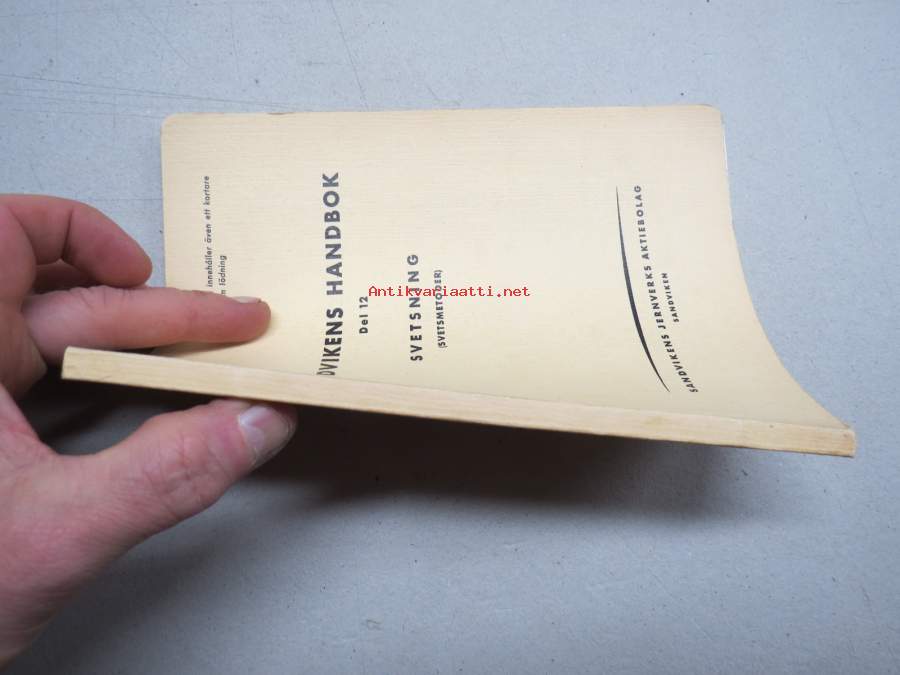 innehåller även ett kortare
lödning
DVIKENS HANDBOK
Del 12
SVETSNING
(SVETSMETODER)
SANDVIKENS JERNVERKS AKTIEBOLAG
SANDVIKEN
Antikvariaatti.net